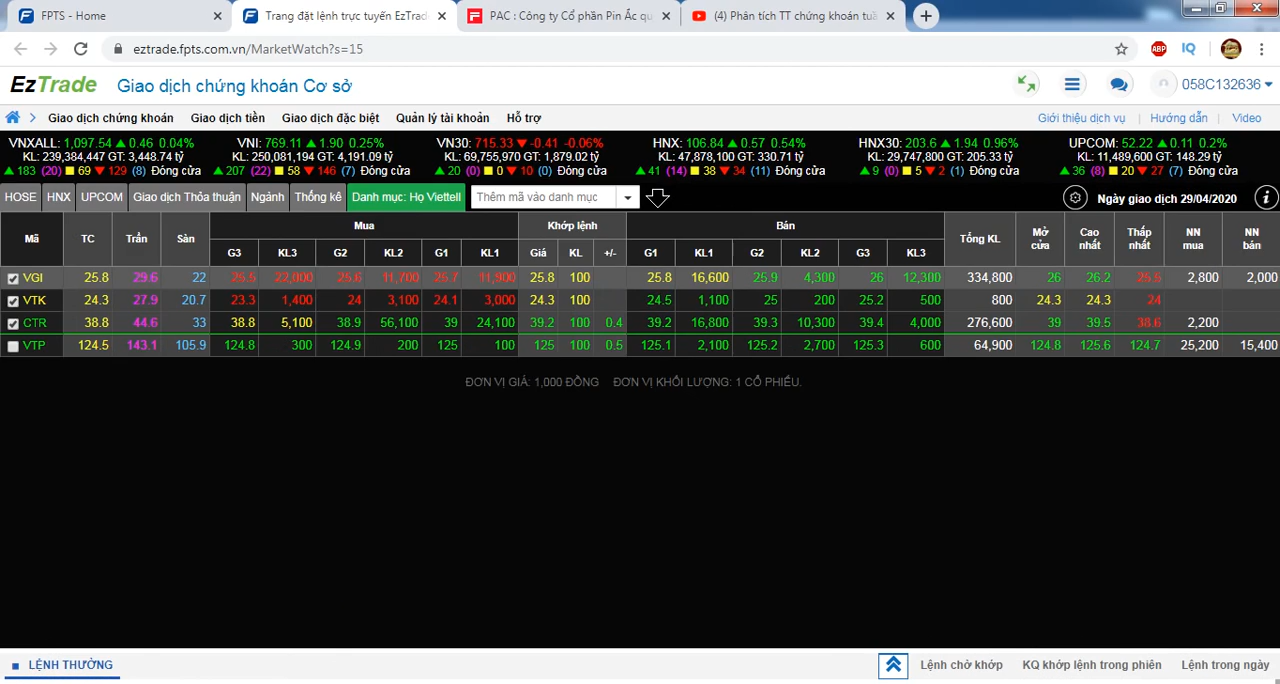 FPTS - Home
Trang đặt lệnh trực tuyến EzTrad
PAC : Công ty Cổ phần Pin Ắc qu
(4) Phân tích TT chứng khoán tuầ
eztrade.fpts.com.vn/MarketWatch?s=15
ABP
IQ
EzTrade
Giao dịch chứng khoán Cơ sở
058C132636
Giao dịch chứng khoán
Giao dịch tiền
Giao dịch đặc biệt
Quản lý tài khoản
Hỗ trợ
Giới thiệu dịch vụ | Hướng dẫn | Video
VNXALL: 1,097.54 ▲ 0.46 0.04%
KL: 239,384,447 GT: 3,448.74 tỷ
▲ 183 (20) ■ 69 ▼ 129 (8) Đóng cửa
VNI: 769.11 ▲ 1.90 0.25%
KL: 250,081,194 GT: 4,191.09 tỷ
▲ 207 (22) ■ 58 ▼ 146 (7) Đóng cửa
VN30: 715.33 ▼ -0.41 -0.06%
KL: 69,755,970 GT: 1,879.02 tỷ
▲ 20 (0) ■ 0 ▼ 10 (0) Đóng cửa
HNX: 106.84 ▲ 0.57 0.54%
KL: 47,878,100 GT: 330.71 tỷ
▲ 41 (14) ■ 38 ▼ 34 (11) Đóng cửa
HNX30: 203.6 ▲ 1.94 0.96%
KL: 29,747,800 GT: 205.33 tỷ
▲ 9 (0) ■ 5 ▼ 2 (1) Đóng cửa
UPCOM: 52.22 ▲ 0.11 0.2%
KL: 11,489,600 GT: 148.29 tỷ
▲ 36 (8) ■ 20 ▼ 27 (7) Đóng cửa
HOSE
HNX
UPCOM
Giao dịch Thỏa thuận
Ngành
Thống kê
Danh mục: Họ Viettell
Thêm mã vào danh mục
Ngày giao dịch 29/04/2020
Mã TC Trần Sàn Mua Khớp lệnh Bán Tổng KL Mở cửa Cao nhất Thấp nhất NN mua NN bán
G3 KL3 G2 KL2 G1 KL1 Giá KL +/- G1 KL1 G2 KL2 G3 KL3
VGI 25.8 29.6 22 25.5 22,000 25.6 11,700 25.7 11,900 25.8 100 25.8 16,600 25.9 4,300 26 12,300 334,800 26 26.2 25.5 2,800 2,000
VTK 24.3 27.9 20.7 23.3 1,400 24 3,100 24.1 3,000 24.3 100 24.5 1,100 25 200 25.2 500 800 24.3 24.3 24
CTR 38.8 44.6 33 38.8 5,100 38.9 56,100 39 24,100 39.2 100 0.4 39.2 16,800 39.3 10,300 39.4 4,000 276,600 39 39.5 38.6 2,200
VTP 124.5 143.1 105.9 124.8 300 124.9 200 125 100 125 100 0.5 125.1 2,100 125.2 2,700 125.3 600 64,900 124.8 125.6 124.7 25,200 15,400
ĐƠN VỊ GIÁ: 1,000 ĐỒNG ĐƠN VỊ KHỐI LƯỢNG: 1 CỔ PHIẾU.
LỆNH THƯỜNG
Lệnh chờ khớp
KQ khớp lệnh trong phiên
Lệnh trong ngày